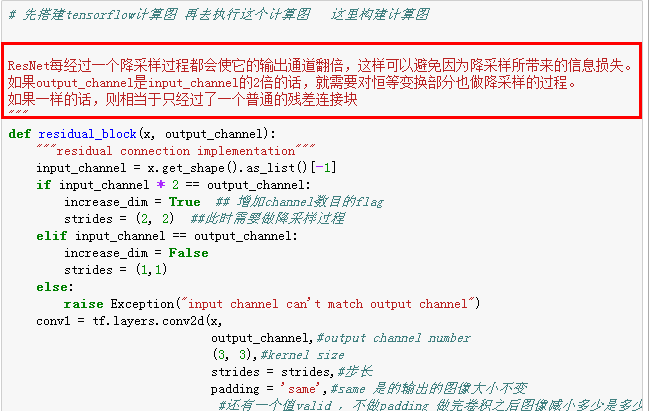 # 先搭建tensorflow计算图 再去执行这个计算图   这里构建计算图
ResNet每经过一个降采样过程都会使它的输出通道翻倍，这样可以避免因为降采样所带来的信息损失。
如果output_channel是input_channel的2倍的话，就需要对恒等变换部分也做降采样的过程。
如果一样的话，则相当于只经过了一个普通的残差连接块
"""
def residual_block(x, output_channel):
    """residual connection implementation"""
    input_channel = x.get_shape().as_list()[-1]
    if input_channel * 2 == output_channel:
        increase_dim = True  ## 增加channel数目的flag
        strides = (2, 2)  ##此时需要做降采样过程
    elif input_channel == output_channel:
        increase_dim = False
        strides = (1,1)
    else:
        raise Exception("input channel can't match output channel")
    conv1 = tf.layers.conv2d(x,
                             output_channel,#output channel number
                             (3, 3),#kernel size
                             strides = strides,#步长
                             padding = 'same',#same 是的输出的图像大小不变
                              #还有一个值valid , 不做padding 做完卷积之后图像减小多少是多少